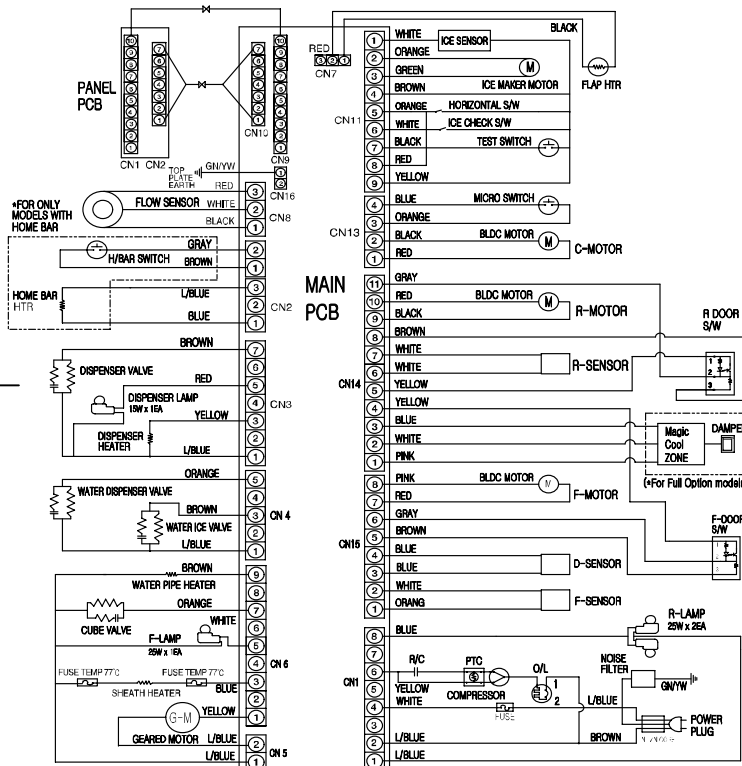 PANEL
PCB
CN1 CN2
CN10
CN9
RED
CN7
BLACK
FLAP HTR
TOP
PLATE
EARTH
GN/YW
CN16
*FOR ONLY
MODELS WITH
HOME BAR
FLOW SENSOR
RED
WHITE
BLACK
CN8
H/BAR SWITCH
GRAY
BROWN
HOME BAR
HTR
L/BLUE
BLUE
CN2
MAIN
PCB
BROWN
DISPENSER VALVE
RED
DISPENSER LAMP
15W x 1EA
YELLOW
DISPENSER
HEATER
L/BLUE
CN3
ORANGE
WATER DISPENSER VALVE
BROWN
WATER ICE VALVE
L/BLUE
CN 4
BROWN
WATER PIPE HEATER
ORANGE
CUBE VALVE
WHITE
F-LAMP
25W x 1EA
FUSE TEMP 77°C
FUSE TEMP 77°C
SHEATH HEATER
BLUE
CN 6
G-M
YELLOW
GEARED MOTOR
L/BLUE
L/BLUE
CN 5
WHITE
ICE SENSOR
ORANGE
GREEN
M
BROWN
ICE MAKER MOTOR
ORANGE
HORIZONTAL S/W
CN11
WHITE
ICE CHECK S/W
BLACK
TEST SWITCH
RED
YELLOW
BLUE
MICRO SWITCH
ORANGE
CN13
BLACK
BLDC MOTOR
M
C-MOTOR
RED
GRAY
RED
BLDC MOTOR
M
R-MOTOR
BLACK
BROWN
R DOOR
S/W
WHITE
R-SENSOR
WHITE
CN14
YELLOW
YELLOW
BLUE
WHITE
PINK
Magic
Cool
ZONE
(*For Full Option
PINK
BLDC MOTOR
M
F-MOTOR
RED
GRAY
S/W
BROWN
CN15
BLUE
D-SENSOR
BLUE
WHITE
F-SENSOR
ORANG
BLUE
R-LAMP
25W x 2EA
R/C
PTC
O/L
1
2
NOISE
FILTER
GN/YW
CN1
YELLOW
COMPRESSOR
WHITE
FUSE
L/BLUE
POWER
PLUG
L/BLUE
BROWN
L/BLUE